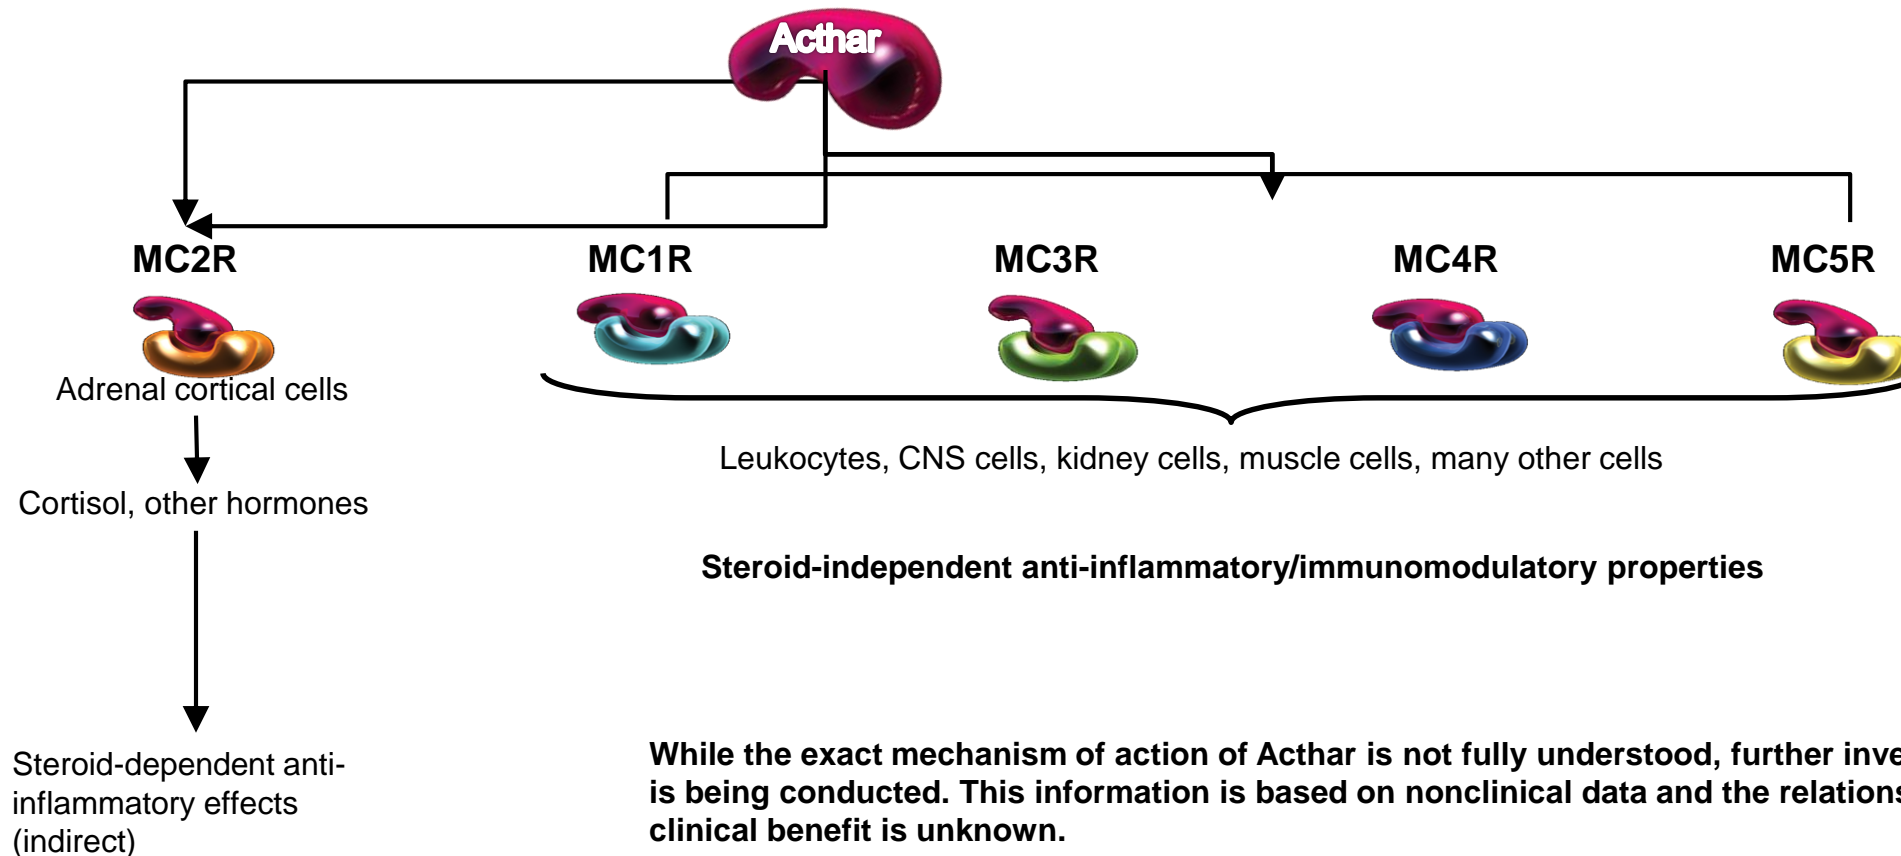 Acthar
MC2R
MC1R
MC3R
MC4R
MC5R
Adrenal cortical cells
Cortisol, other hormones
Steroid-dependent anti-
inflammatory effects
(indirect)
Leukocytes, CNS cells, kidney cells, muscle cells, many other cells
Steroid-independent anti-inflammatory/immunomodulatory properties
While the exact mechanism of action of Acthar is not fully understood, further
is being conducted. This information is based on nonclinical data and the
clinical benefit is unknown.